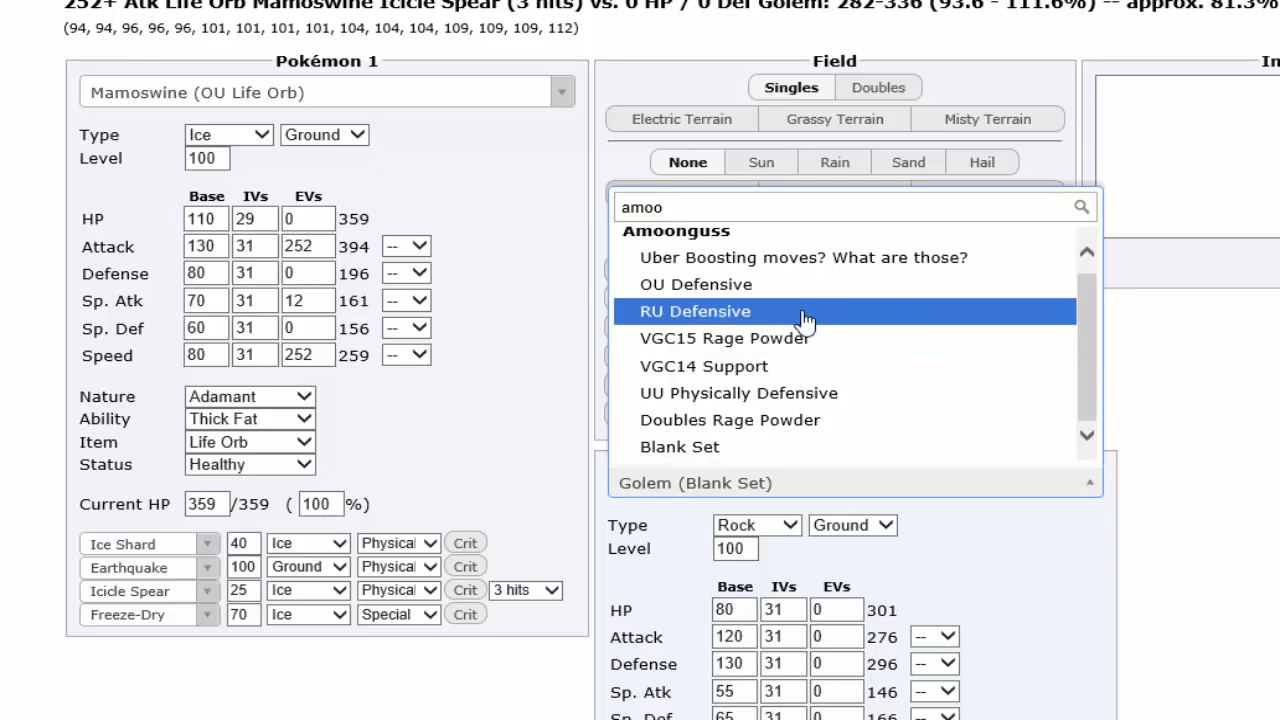 252+ Atk Life Orb Mamoswine Icicle Spear (3 hits) vs. 0 HP / 0 Def Golem: 282-336 (93.6 - 111.6%) -- approx. 81.3%
(94, 94, 96, 96, 96, 101, 101, 101, 101, 104, 104, 104, 109, 109, 109, 112)
Pokémon 1
Mamoswine (OU Life Orb)
Type Ice Ground
Level 100
Base IVs EVs
HP 110 29 0 359
Attack 130 31 252 394 --
Defense 80 31 0 196 --
Sp. Atk 70 31 12 161 --
Sp. Def 60 31 0 156 --
Speed 80 31 252 259 --
Nature Adamant
Ability Thick Fat
Item Life Orb
Status Healthy
Current HP 359 /359 ( 100 %)
Ice Shard 40 Ice Physical Crit
Earthquake 100 Ground Physical Crit
Icicle Spear 25 Ice Physical Crit 3 hits
Freeze-Dry 70 Ice Special Crit
Field
Singles Doubles
Electric Terrain Grassy Terrain Misty Terrain
None Sun Rain Sand Hail
amoo
Amoonguss
Uber Boosting moves? What are those?
OU Defensive
RU Defensive
VGC15 Rage Powder
VGC14 Support
UU Physically Defensive
Doubles Rage Powder
Blank Set
Golem (Blank Set)
Type Rock Ground
Level 100
Base IVs EVs
HP 80 31 0 301
Attack 120 31 0 276 --
Defense 130 31 0 296 --
Sp. Atk 55 31 0 146 --
Sp. Def 65 31 0 166 --